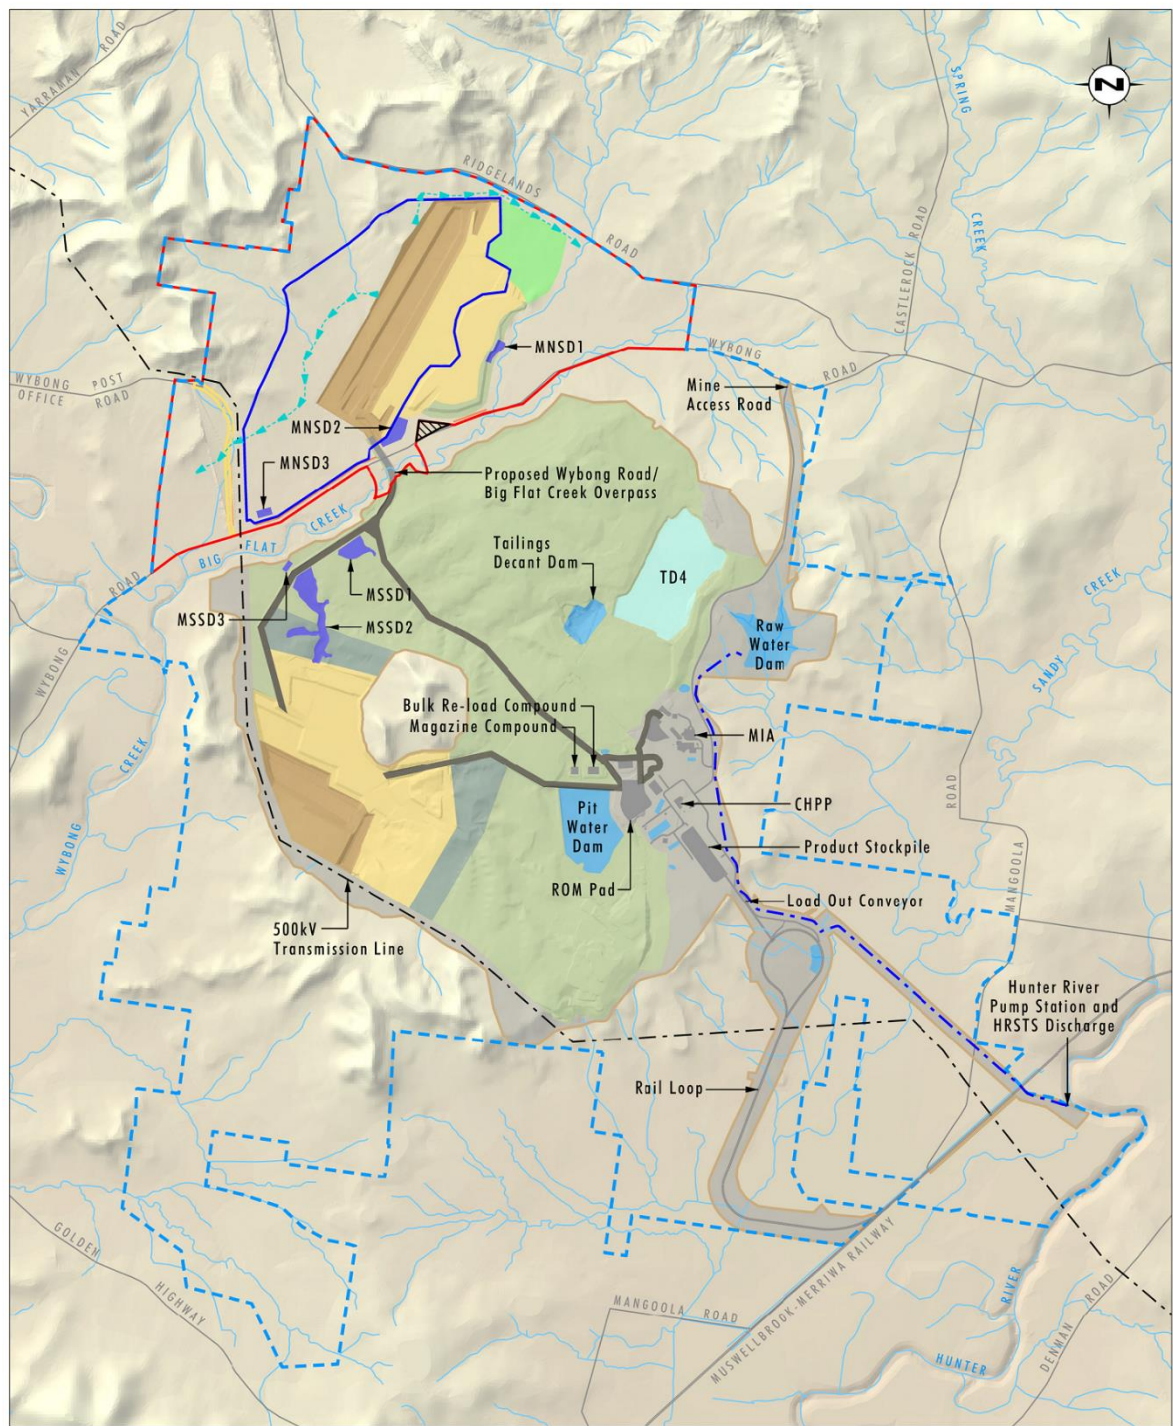 YARRAMAN ROAD
SPRING
CREEK
N
RIDGELANDS
ROAD
CASTLEROCK ROAD
MNSD1
WYBONG
ROAD
WYBONG POST
OFFICE ROAD
Mine
Access Road
MNSD2
MNSD3
Proposed Wybong Road/
Big Flat Creek Overpass
BIG FLAT CREEK
Tailings
Decant Dam
TD4
CREEK
SANDY
MSSD1
MSSD3
MSSD2
Raw
Water
Dam
WYBONG
ROAD
Bulk Re-load Compound
Magazine Compound
MIA
WYBONG
CREEK
CHPP
Pit
Water
Dam
Product Stockpile
ROAD
MANGOOLA
ROM Pad
Load Out Conveyor
500kV
Transmission Line
Hunter River
Pump Station and
HRSTS Discharge
Rail Loop
GOLDEN
HIGHWAY
MANGOOLA ROAD
MUSWELLBROOK-MERRIWA RAILWAY
RIVER
HUNTER
DENMAN ROAD